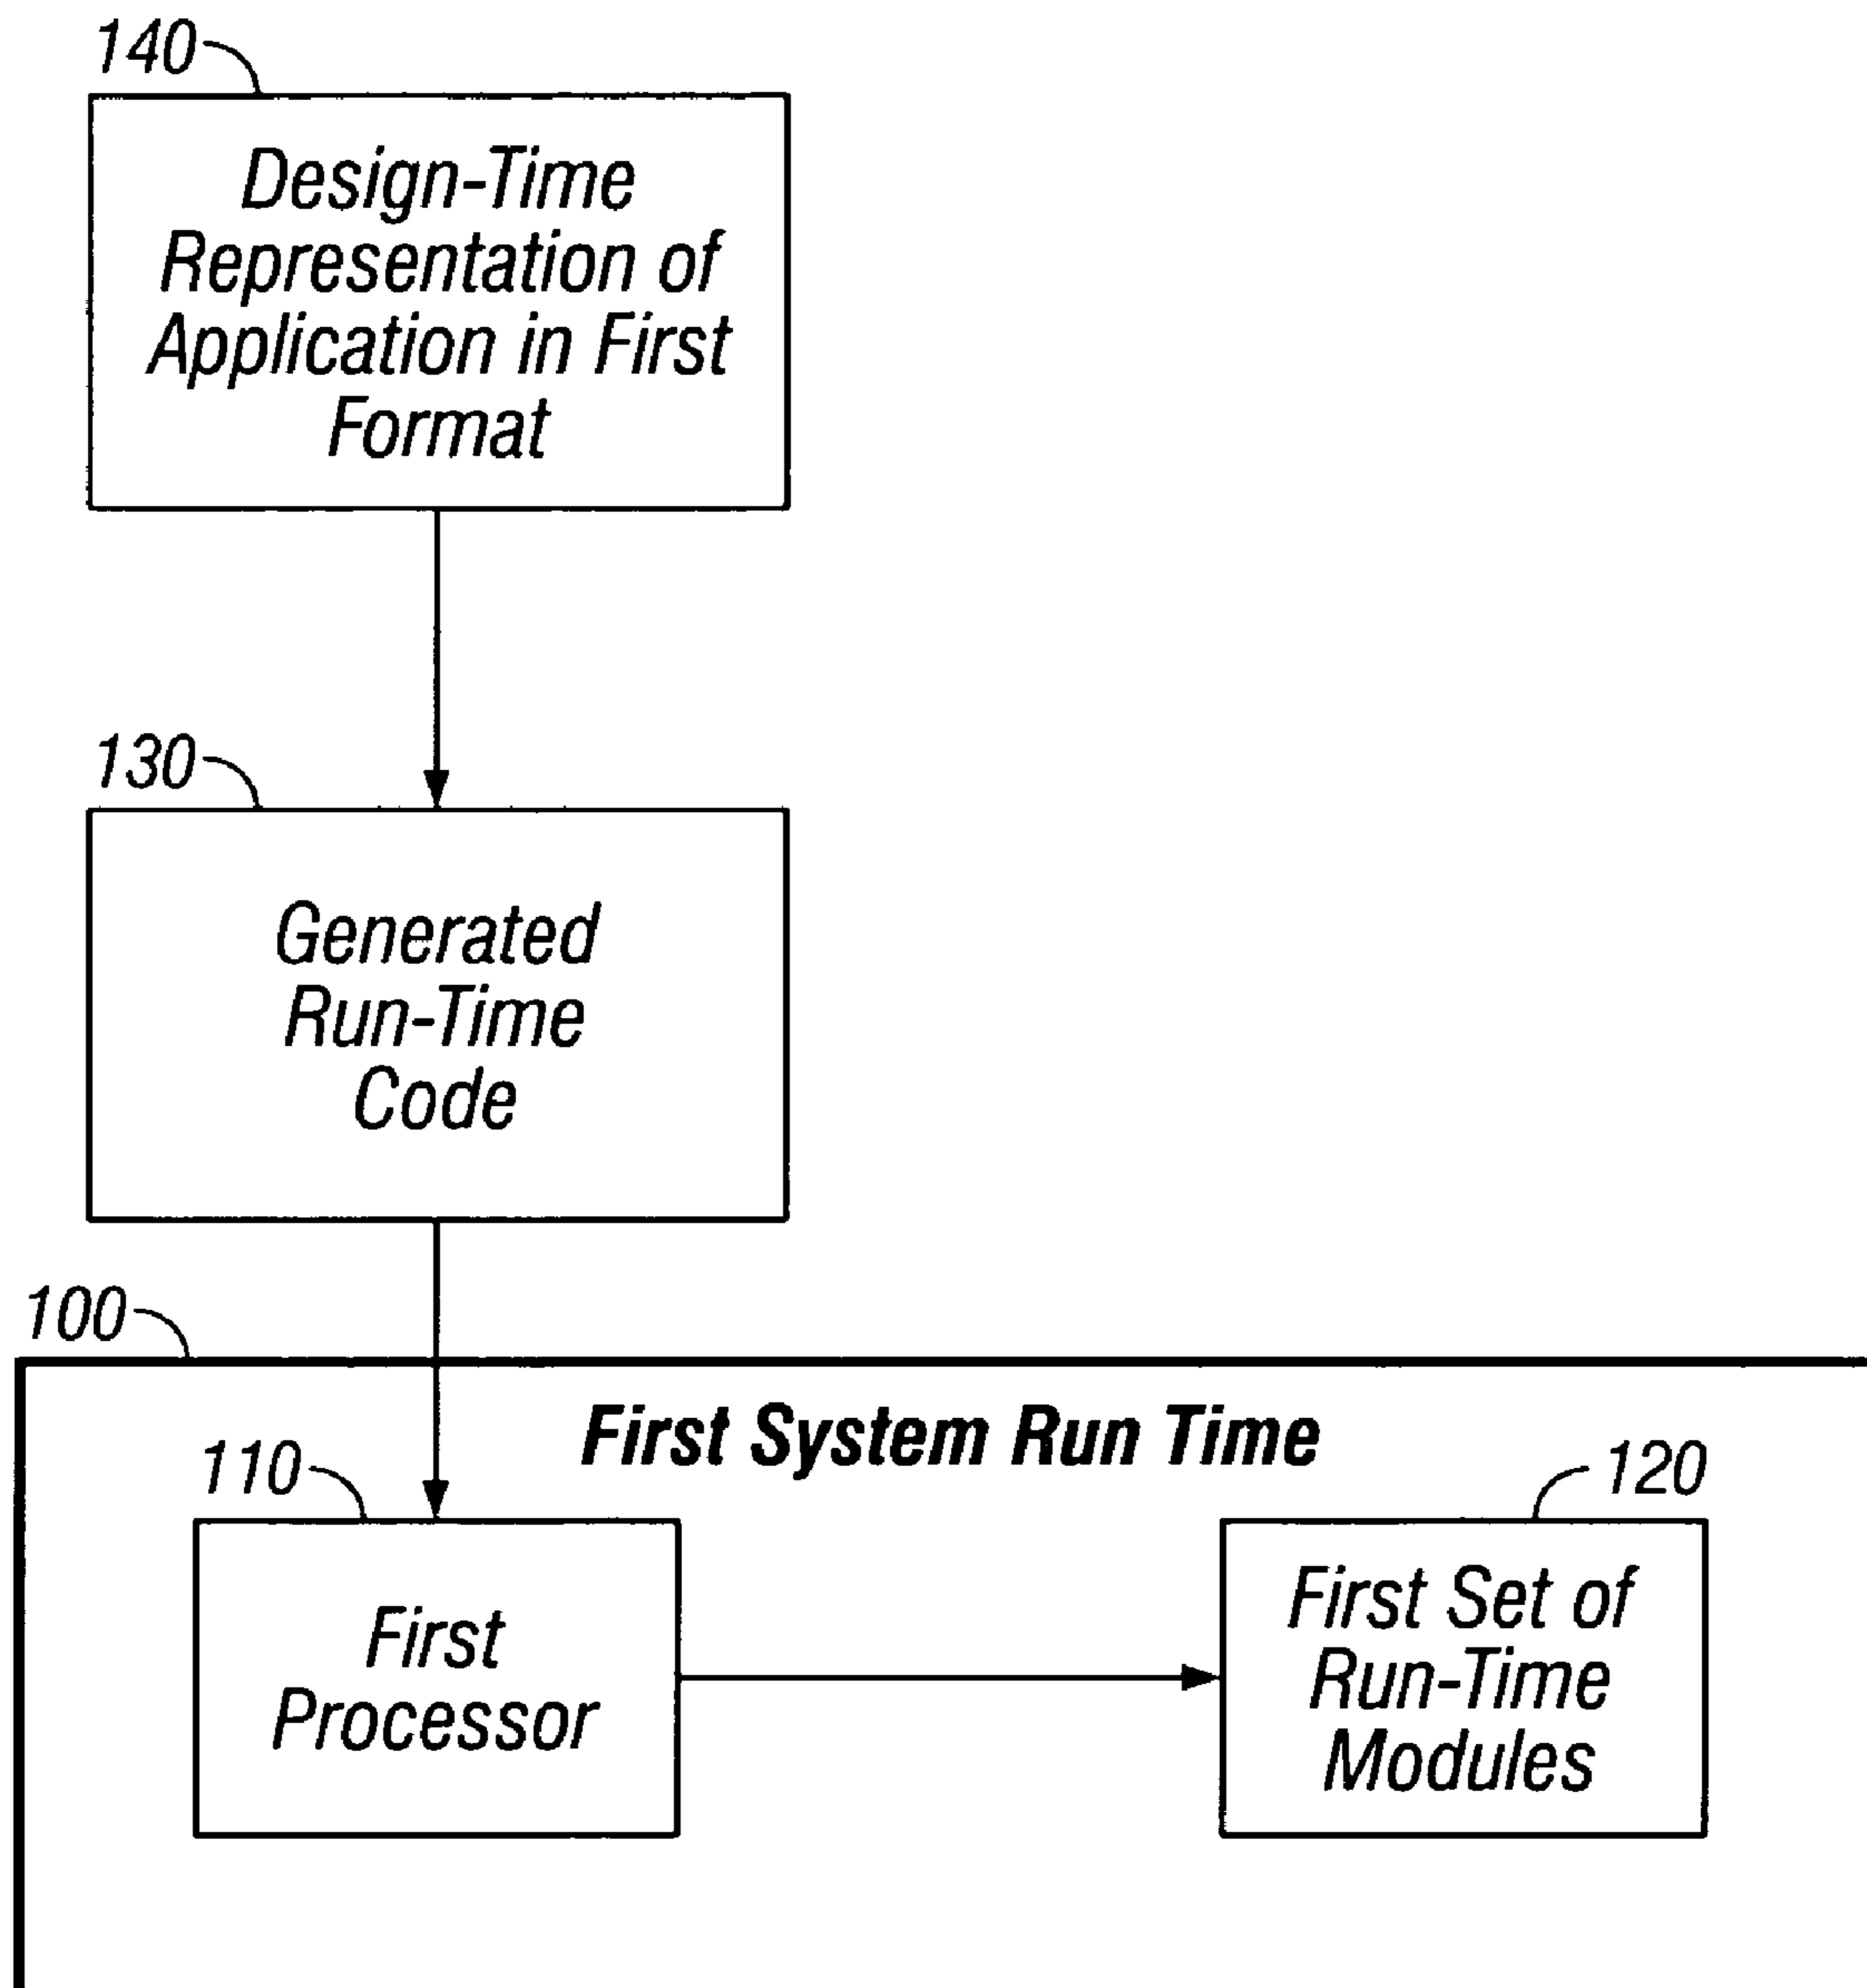 140
Design-Time
Representation of
Application in First
Format
130
Generated
Run-Time
Code
100
First System Run Time
110
120
First
Processor
First Set of
Run-Time
Modules